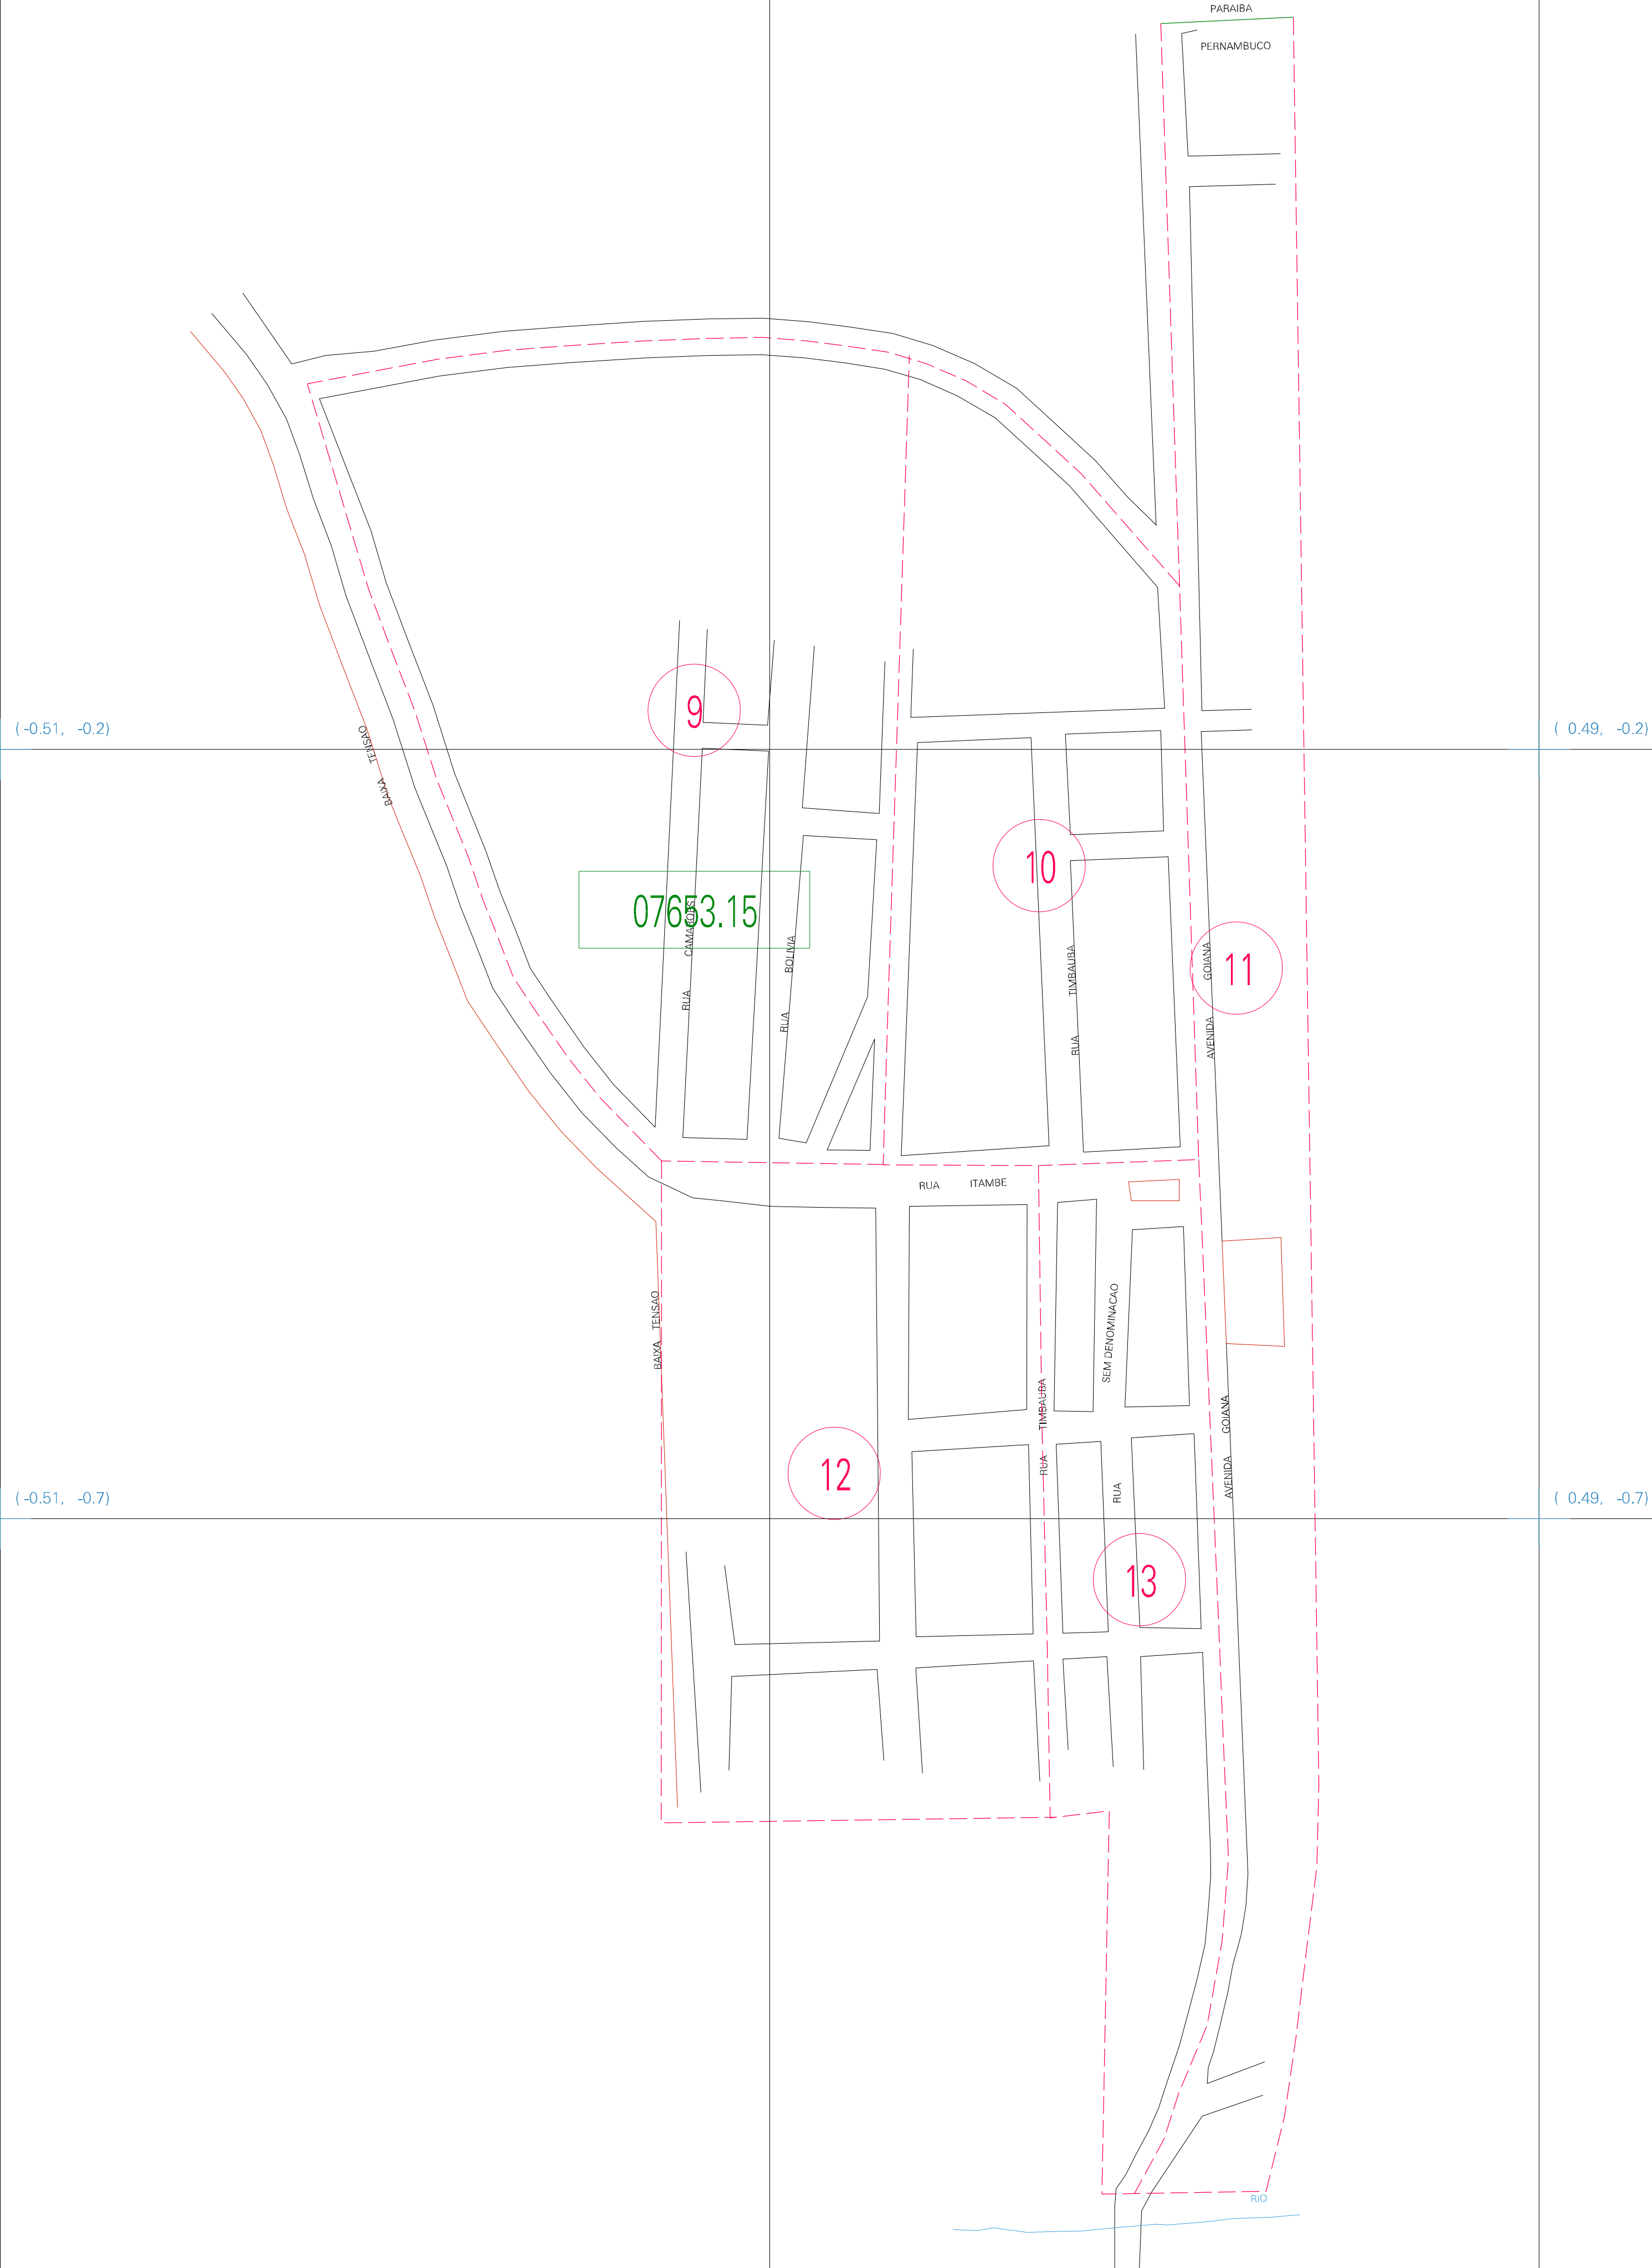 PARAIBA
PERNAMBUCO
( -0.51, -0.2)
( 0.49, -0.2)
BAIXA TENSAO
9
10
07653.15
RUA CAMAROES
RUA BOLIVIA
RUA TIMBAUBA
AVENIDA GOIANA
11
RUA ITAMBE
BAIXA TENSAO
SEM DENOMINACAO
RUA
RUA TIMBAUBA
AVENIDA GOIANA
12
( -0.51, -0.7)
( 0.49, -0.7)
13
RIO